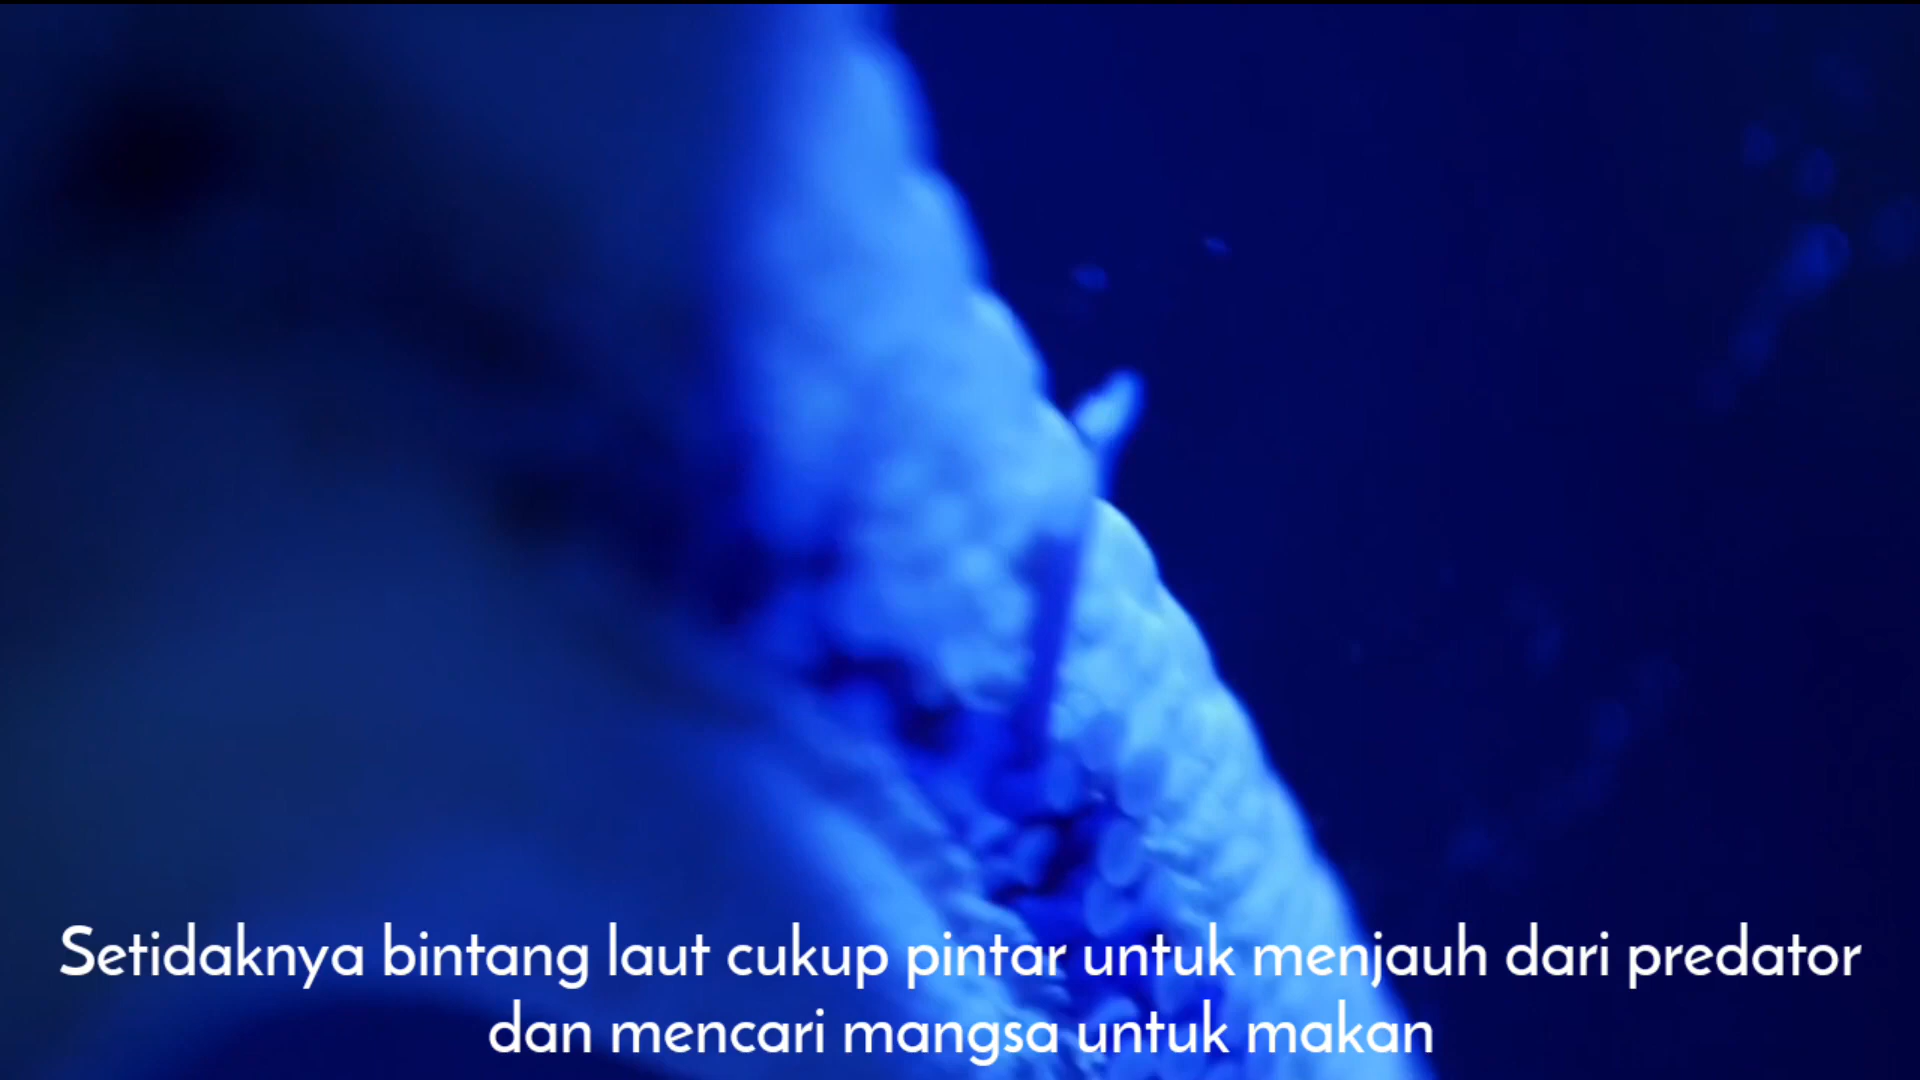 Setidaknya bintang laut cukup pintar untuk menjauh dari predator
dan mencari mangsa untuk makan